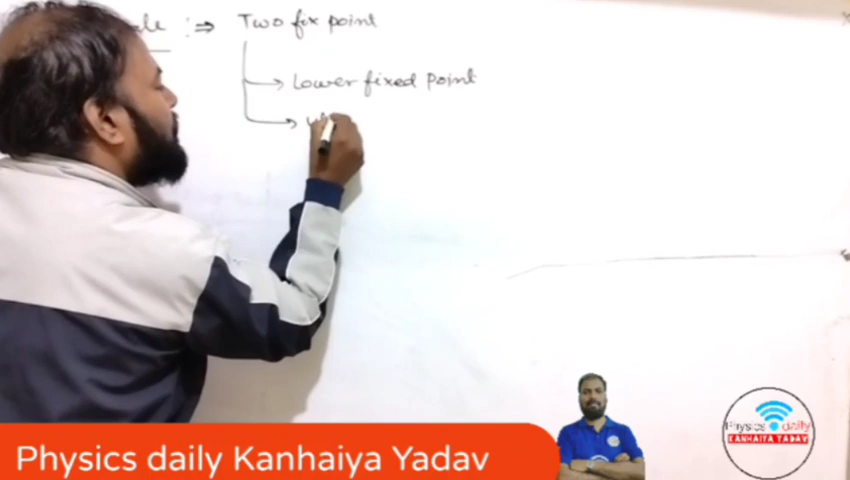 :⇒ Two fix point
→ Lower fixed point
→
Physics daily Kanhaiya Yadav
Physics daily
KANHAIYA YADAV